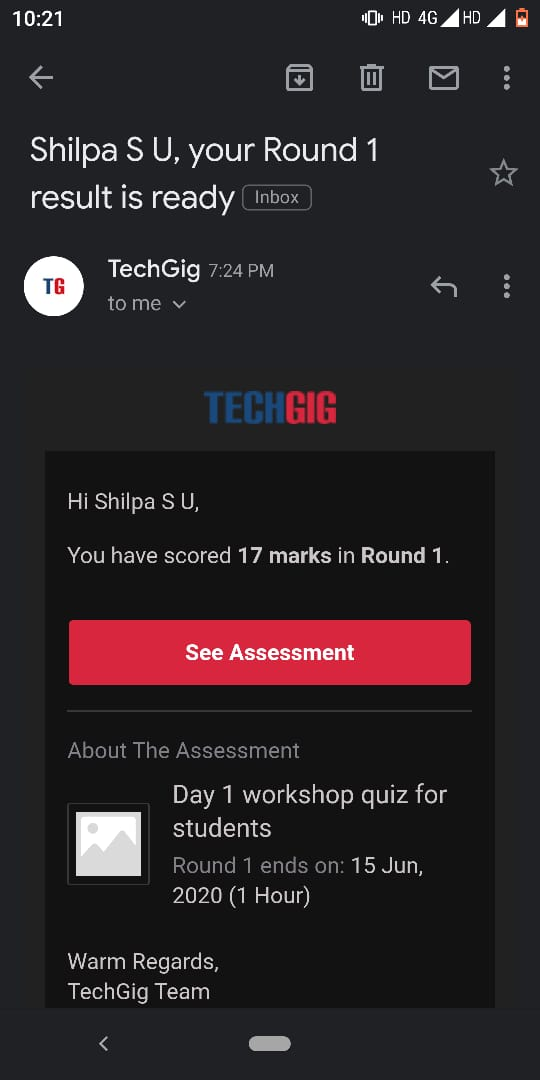 10:21
HD 4G HD
Shilpa S U, your Round 1
result is ready Inbox
TG
TechGig 7:24 PM
to me
TECHGIG
Hi Shilpa S U,
You have scored 17 marks in Round 1.
See Assessment
About The Assessment
Day 1 workshop quiz for
students
Round 1 ends on: 15 Jun,
2020 (1 Hour)
Warm Regards,
TechGig Team